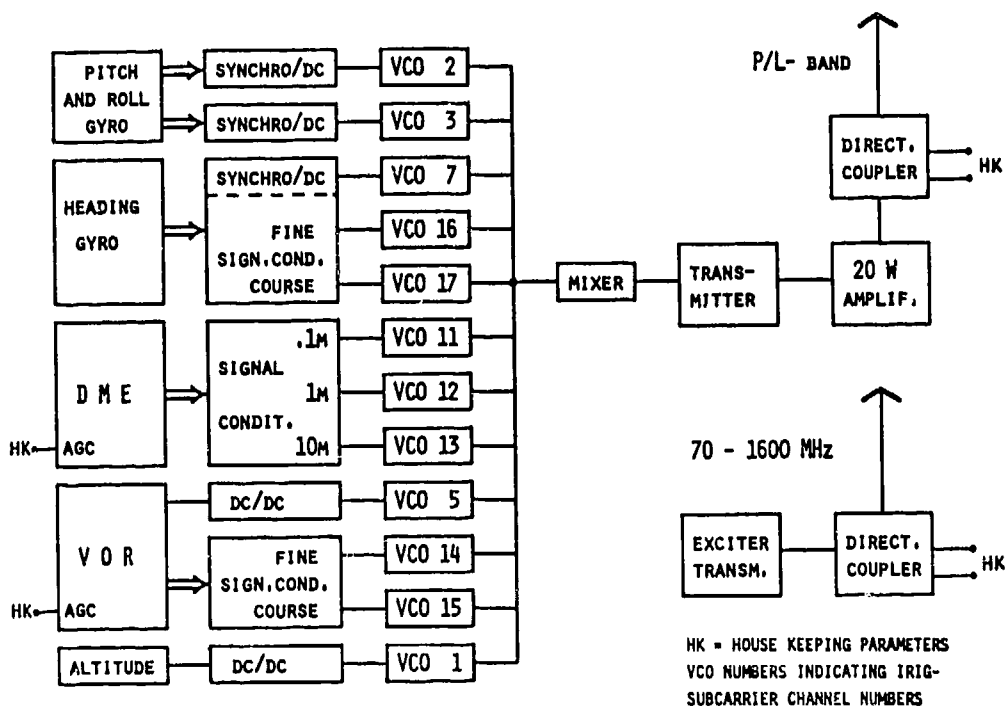 PITCH
AND ROLL
GYRO
SYNCHRO/DC
VCO 2
SYNCHRO/DC
VCO 3
HEADING
GYRO
SYNCHRO/DC
FINE
SIGN.COND.
COURSE
VCO 7
VCO 16
VCO 17
DME
HK
AGC
SIGNAL
CONDIT.
.1M
1M
10M
VCO 11
VCO 12
VCO 13
VOR
HK
AGC
DC/DC
VCO 5
FINE
SIGN.COND.
COURSE
VCO 14
VCO 15
ALTITUDE
DC/DC
VCO 1
MIXER
TRANS-
MITTER
20 W
AMPLIF.
DIRECT.
COUPLER
HK
P/L- BAND
70 - 1600 MHz
EXCITER
TRANSM.
DIRECT.
COUPLER
HK
HK = HOUSE KEEPING PARAMETERS
VCO NUMBERS INDICATING IRIG-
SUBCARRIER CHANNEL NUMBERS